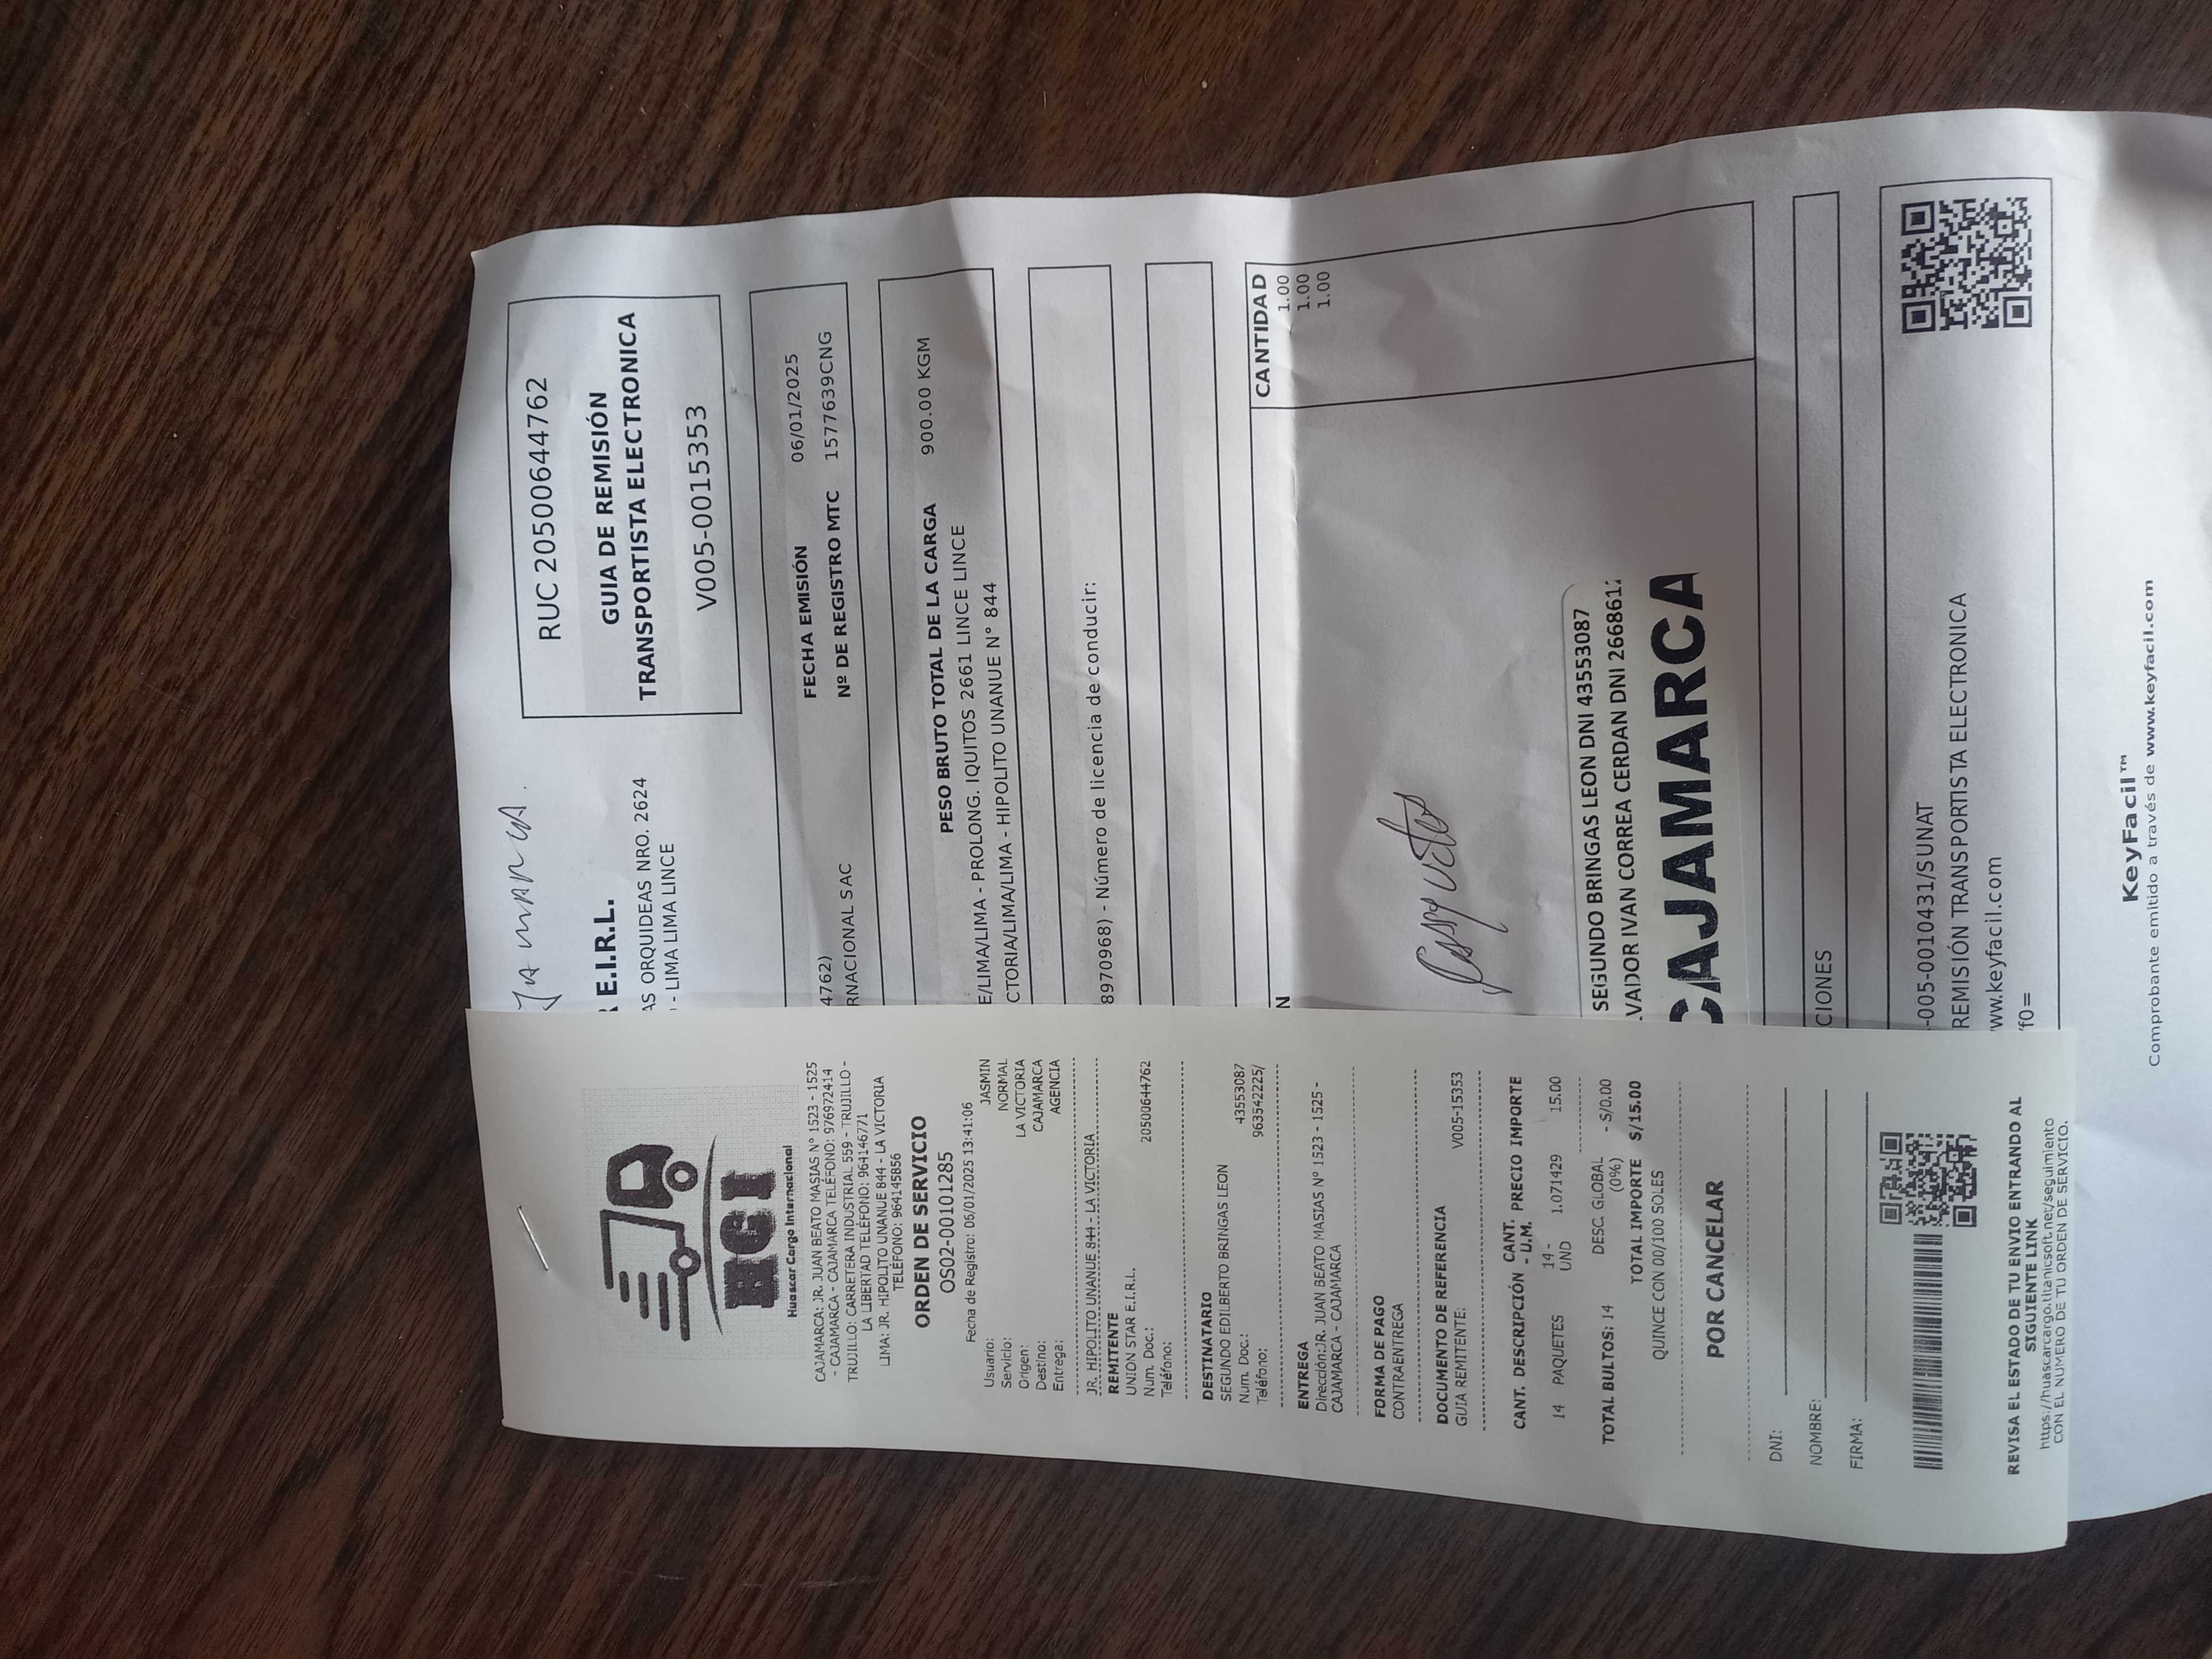 HGI
Huascar Cargo Internacional
CAJAMARCA: JR. JUAN BEATO MASIAS Nº 1523 - 1525
- CAJAMARCA - CAJAMARCA TELÉFONO: 976972414
TRUJILLO: CARRETERA INDUSTRIAL 559 - TRUJILLO -
LA LIBERTAD TELÉFONO: 964146771
LIMA: JR. HIPOLITO UNANUE 844 - LA VICTORIA
TELÉFONO: 964145856
ORDEN DE SERVICIO
OS02-00101285
Fecha de Registro: 06/01/2025 13:41:06
Usuario: JASMIN
Servicio: NORMAL
Origen: LA VICTORIA
Destino: CAJAMARCA
Entrega: AGENCIA
JR. HIPOLITO UNANUE 844 - LA VICTORIA
REMITENTE
UNION STAR E.I.R.L.
Num. Doc.: 20500644762
Teléfono:
DESTINATARIO
SEGUNDO EDILBERTO BRINGAS LEON
Num. Doc.: 43553087
Teléfono: 963542225/
ENTREGA
Dirección:JR. JUAN BEATO MASIAS Nº 1523 - 1525 -
CAJAMARCA - CAJAMARCA
FORMA DE PAGO
CONTRAENTREGA
DOCUMENTO DE REFERENCIA
GUIA REMITENTE: V005-15353
CANT. DESCRIPCIÓN CANT. - U.M. PRECIO IMPORTE
14 PAQUETES 14 - UND 1.071429 15.00
TOTAL BULTOS: 14 DESC. GLOBAL (0%) - S/0.00
TOTAL IMPORTE S/15.00
QUINCE CON 00/100 SOLES
POR CANCELAR
DNI:
NOMBRE:
FIRMA:
REVISA EL ESTADO DE TU ENVIO ENTRANDO AL
SIGUIENTE LINK
https://huascarcargo.titanicsoft.net/seguimiento
CON EL NUMERO DE TU ORDEN DE SERVICIO.
E.I.R.L.
AS ORQUIDEAS NRO. 2624
- LIMA LIMA LINCE
RUC 20500644762
GUIA DE REMISIÓN
TRANSPORTISTA ELECTRONICA
V005-0015353
FECHA EMISIÓN 06/01/2025
4762)
Nº DE REGISTRO MTC 1577639CNG
RNACIONAL SAC
PESO BRUTO TOTAL DE LA CARGA 900.00 KGM
E/LIMA/LIMA - PROLONG. IQUITOS 2661 LINCE LINCE
CTORIA/LIMA/LIMA - HIPOLITO UNANUE N° 844
8970968) - Número de licencia de conducir:
N CANTIDAD
1.00
1.00
1.00
SEGUNDO BRINGAS LEON DNI 43553087
VADOR IVAN CORREA CERDAN DNI 2668612
CAJAMARCA
CIONES
-005-0010431/SUNAT
REMISIÓN TRANSPORTISTA ELECTRONICA
ww.keyfacil.com
f0=
KeyFacil™
Comprobante emitido a través de www.keyfacil.com